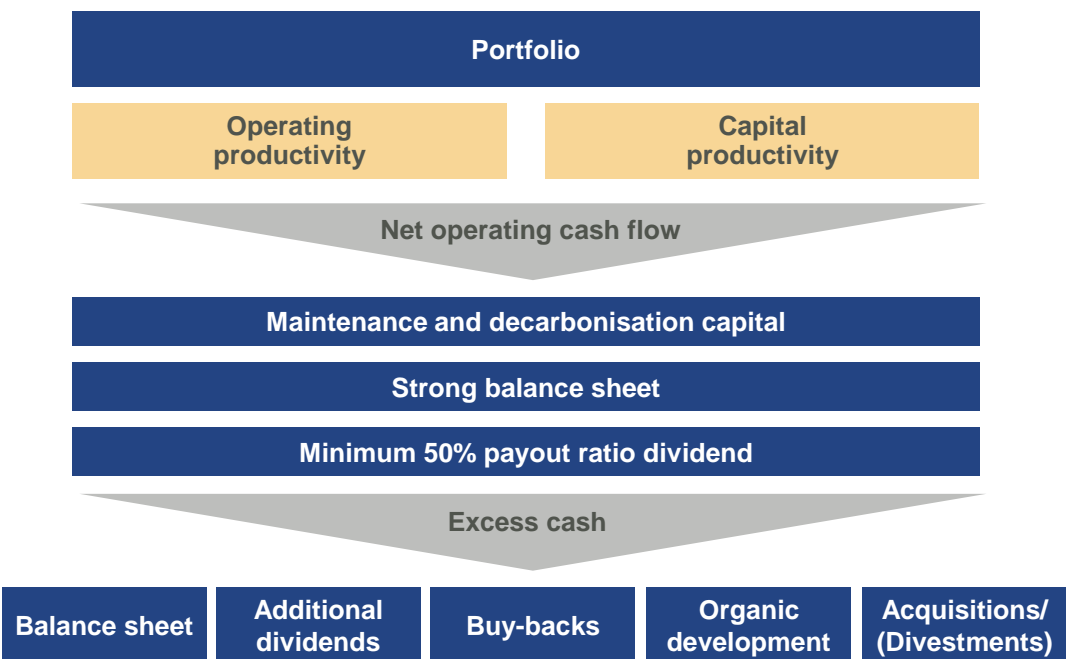 Portfolio
Operating
productivity
Capital
productivity
Net operating cash flow
Maintenance and decarbonisation capital
Strong balance sheet
Minimum 50% payout ratio dividend
Excess cash
Balance sheet
Additional
dividends
Buy-backs
Organic
development
Acquisitions/
(Divestments)